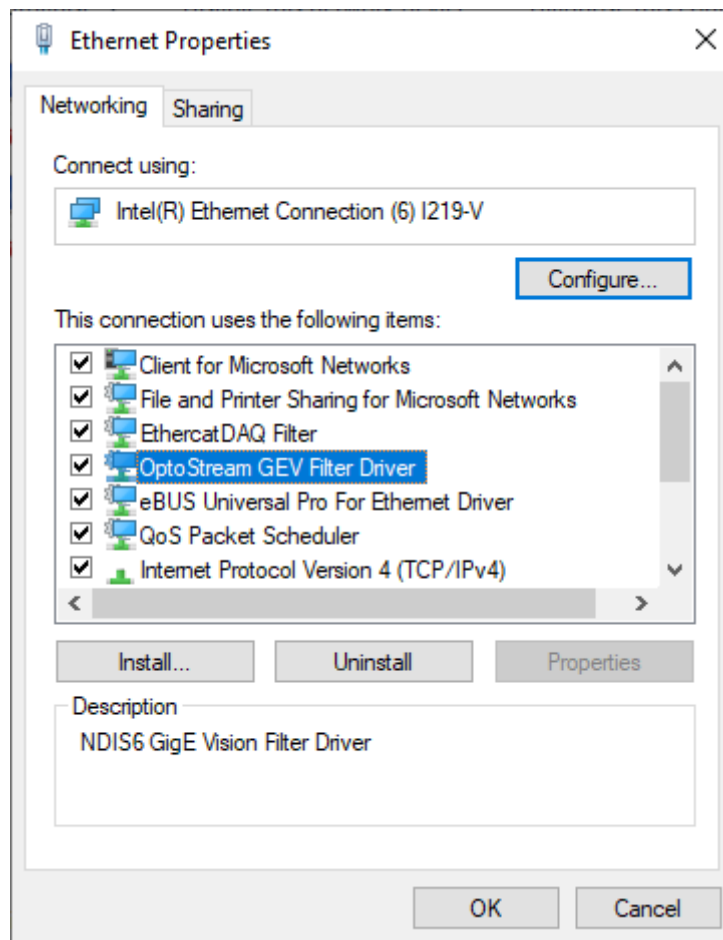 Ethernet Properties
Networking
Sharing
Connect using:
Intel(R) Ethernet Connection (6) I219-V
Configure...
This connection uses the following items:
Client for Microsoft Networks
File and Printer Sharing for Microsoft Networks
EthercatDAQ Filter
OptoStream GEV Filter Driver
eBUS Universal Pro For Ethernet Driver
QoS Packet Scheduler
Internet Protocol Version 4 (TCP/IPv4)
Install...
Uninstall
Properties
Description
NDIS6 GigE Vision Filter Driver
OK
Cancel